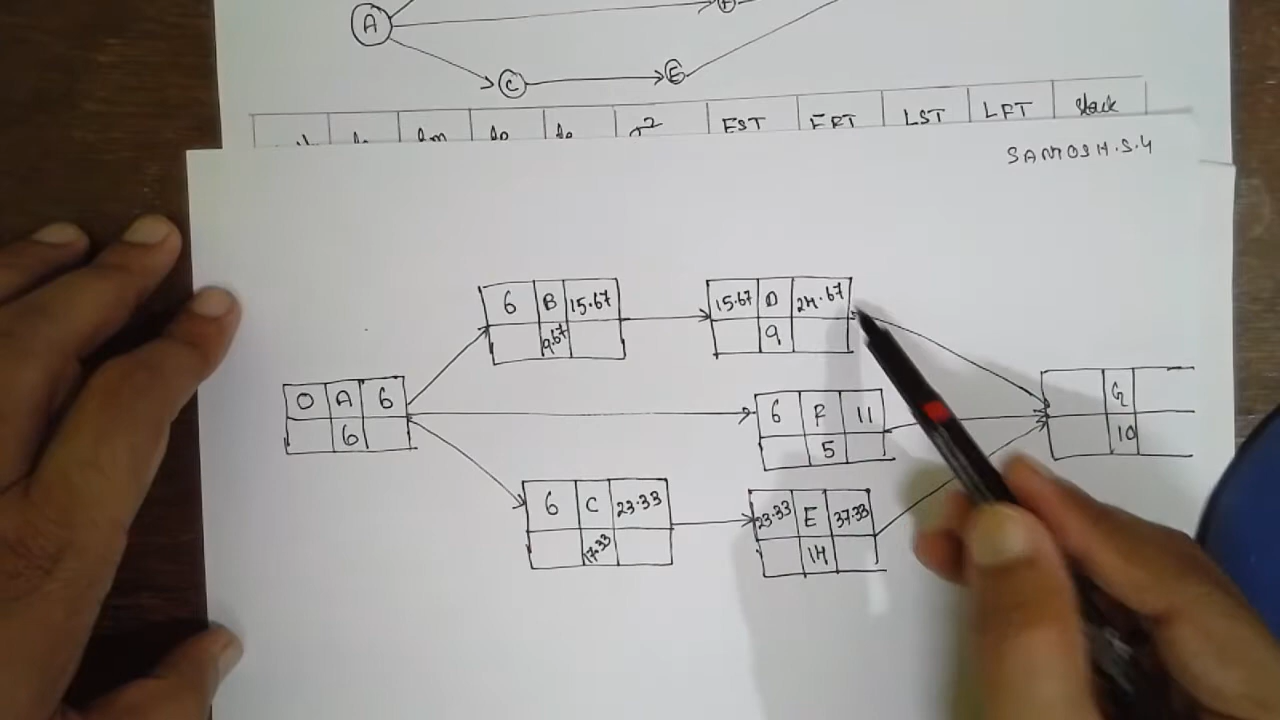 A
C E
EST EFT LST LFT slack
SANTOSH.S.Y
6 B 15.67
9.67
15.67 D 24.67
9
0 A 6
6
6 F 11
5
G
10
6 C 23.33
17.33
23.33 E 37.33
14